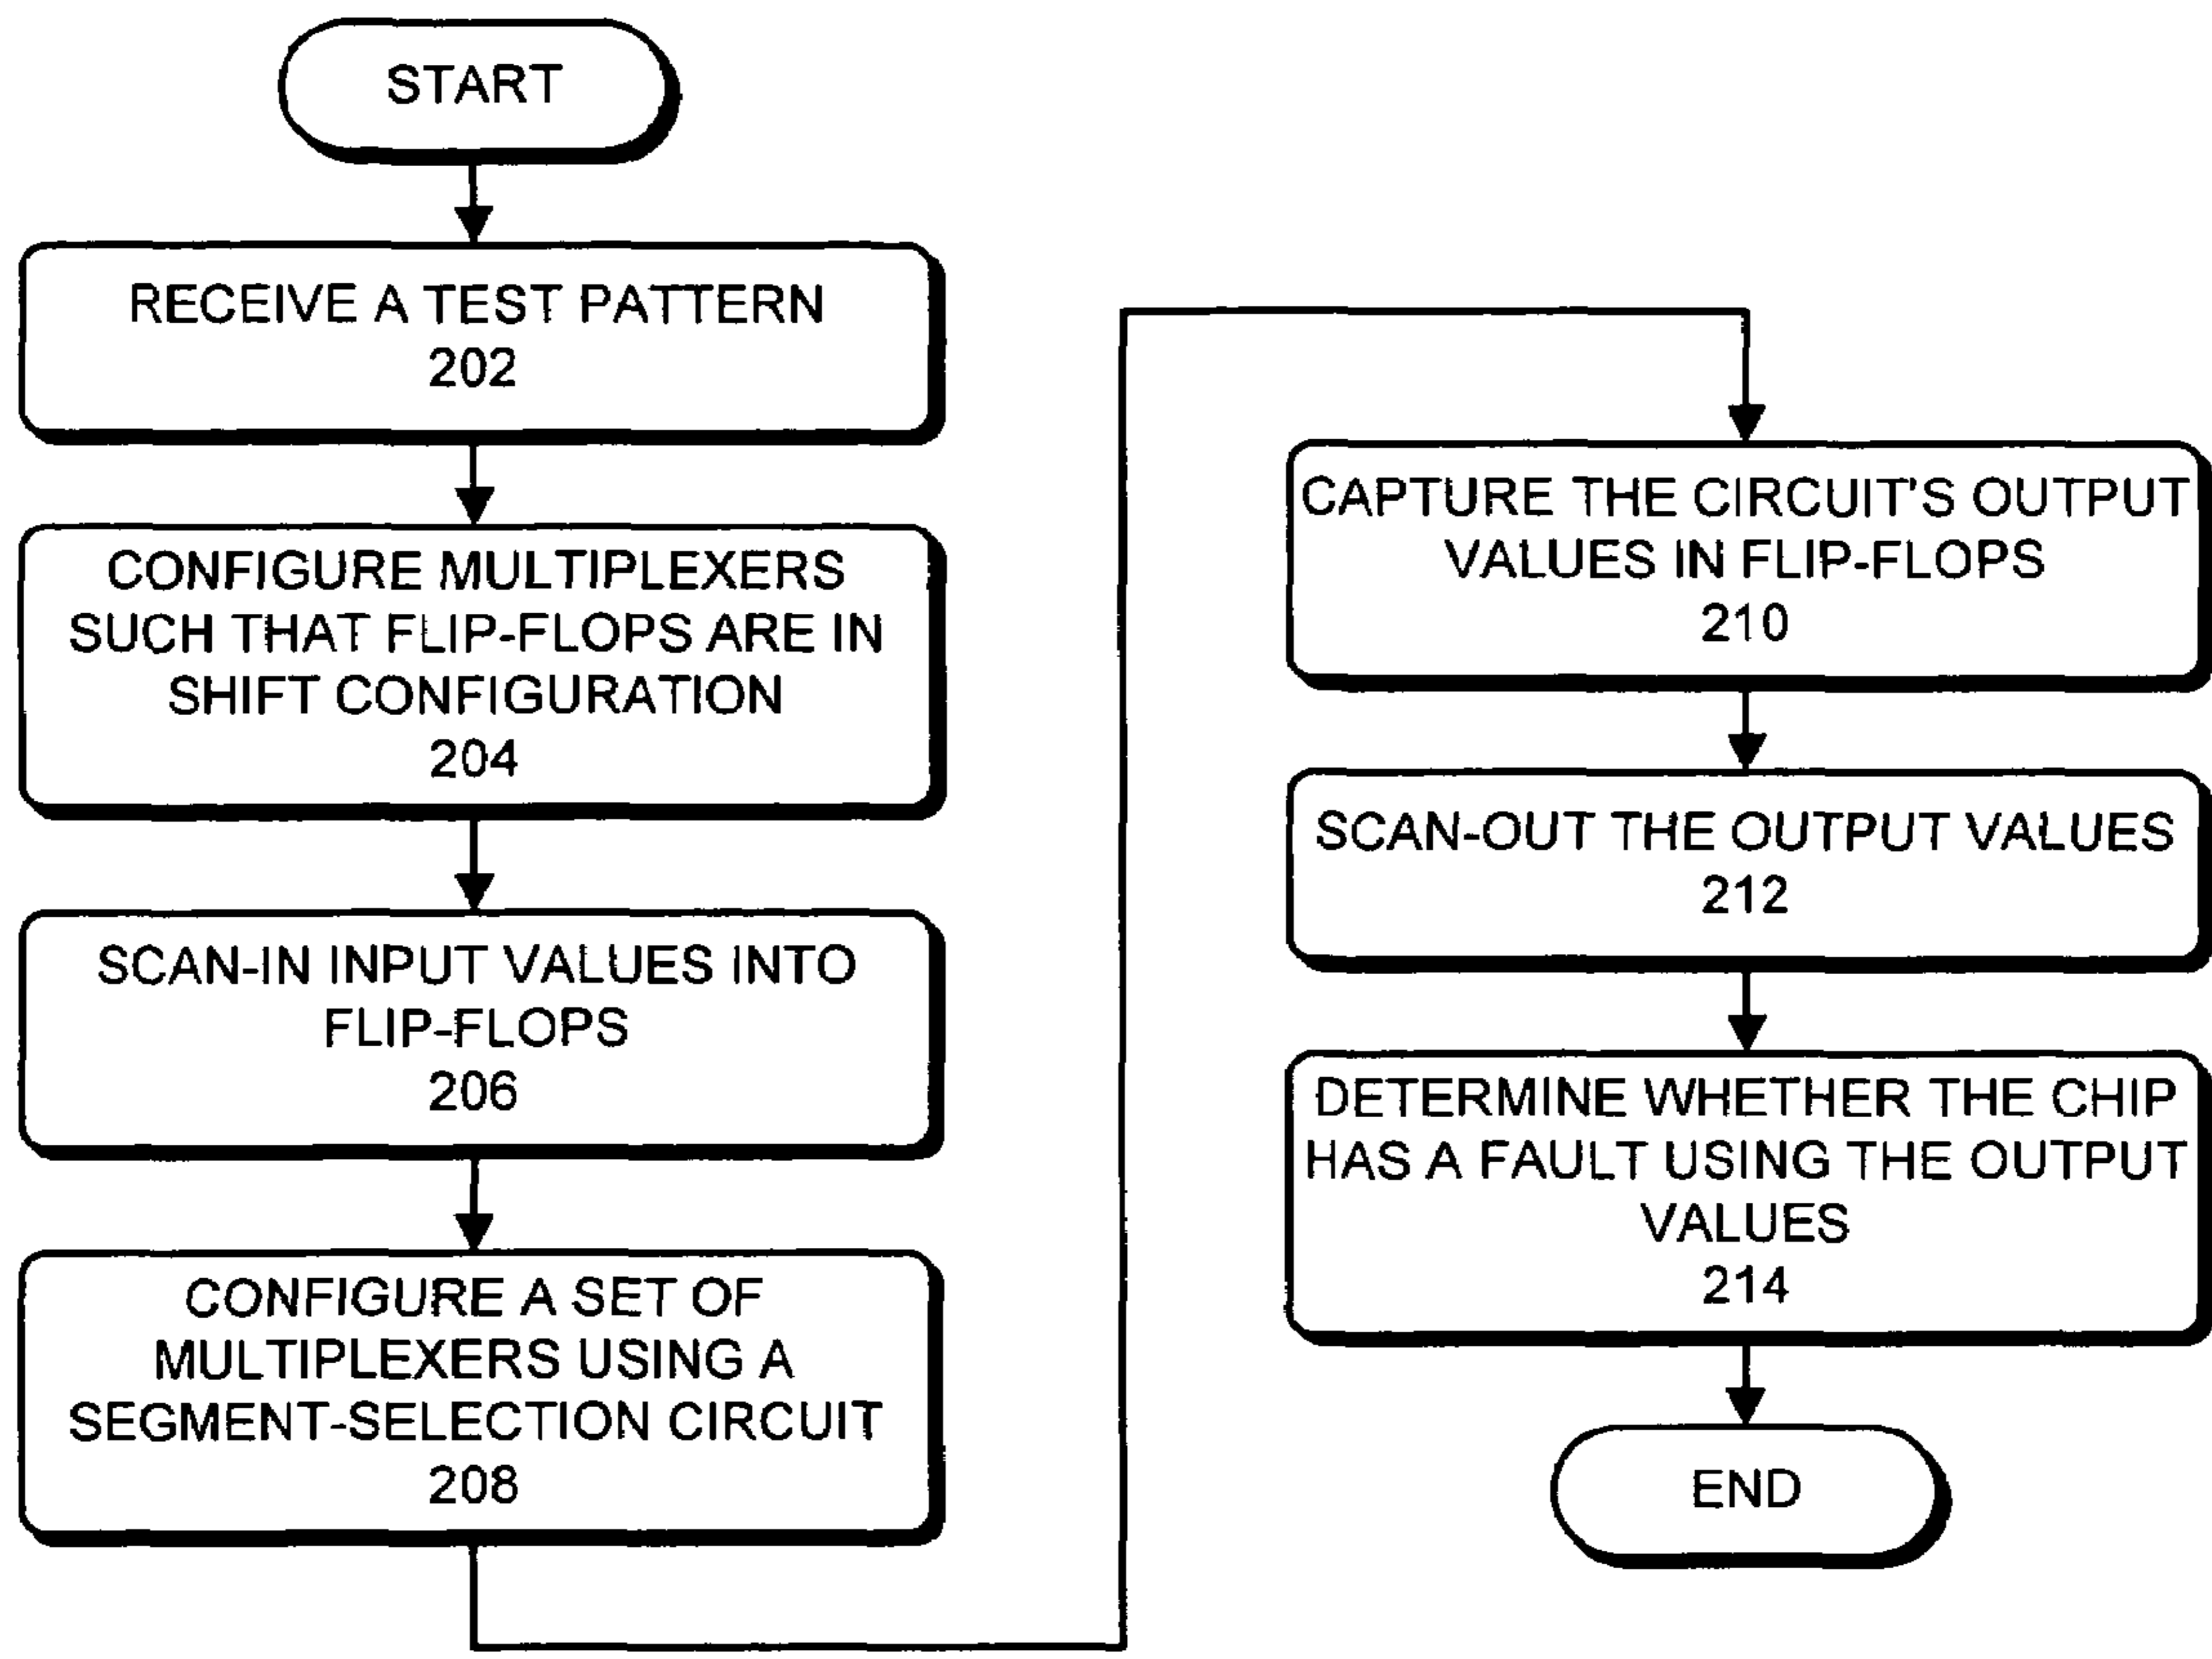 START
RECEIVE A TEST PATTERN
202
CONFIGURE MULTIPLEXERS
SUCH THAT FLIP-FLOPS ARE IN
SHIFT CONFIGURATION
204
SCAN-IN INPUT VALUES INTO
FLIP-FLOPS
206
CONFIGURE A SET OF
MULTIPLEXERS USING A
SEGMENT-SELECTION CIRCUIT
208
CAPTURE THE CIRCUIT'S OUTPUT
VALUES IN FLIP-FLOPS
210
SCAN-OUT THE OUTPUT VALUES
212
DETERMINE WHETHER THE CHIP
HAS A FAULT USING THE OUTPUT
VALUES
214
END